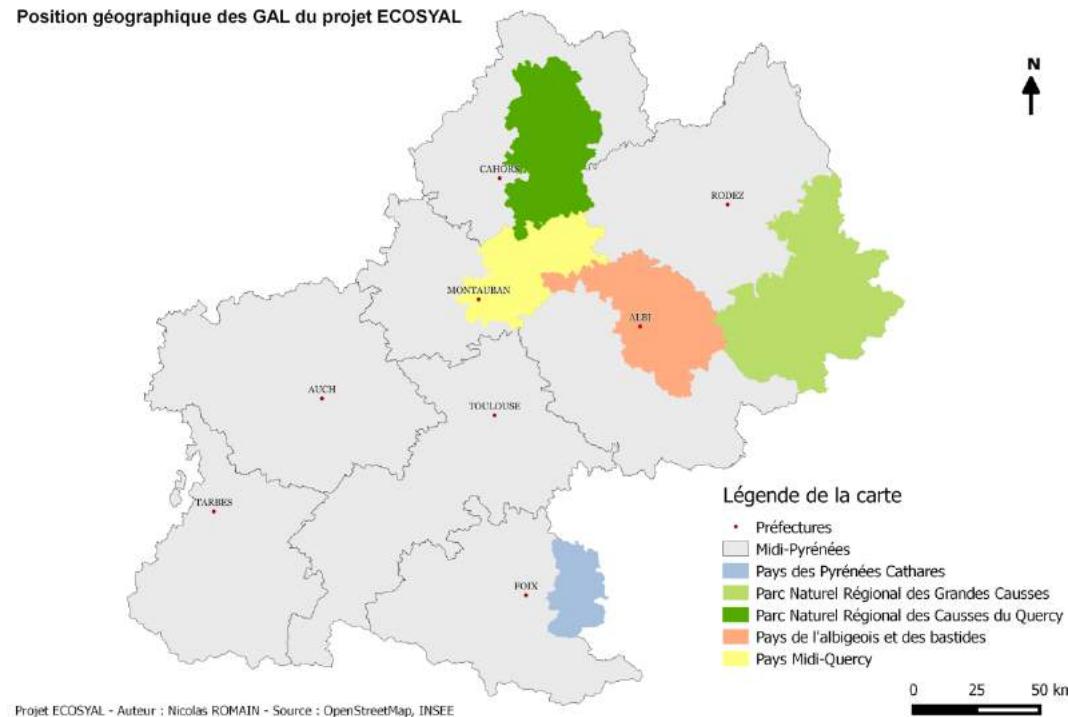 Position géographique des GAL du projet ECOSYAL
N
CAHORS
RODEZ
MONTAUBAN
ALBI
AUCH
TOULOUSE
TARBES
FOIX
Légende de la carte
Préfectures
Midi-Pyrénées
Pays des Pyrénées Cathares
Parc Naturel Régional des Grandes Causses
Parc Naturel Régional des Causses du Quercy
Pays de l'albigeois et des bastides
Pays Midi-Quercy
0 25 50 km
Projet ECOSYAL - Auteur : Nicolas ROMAIN - Source : OpenStreetMap, INSEE